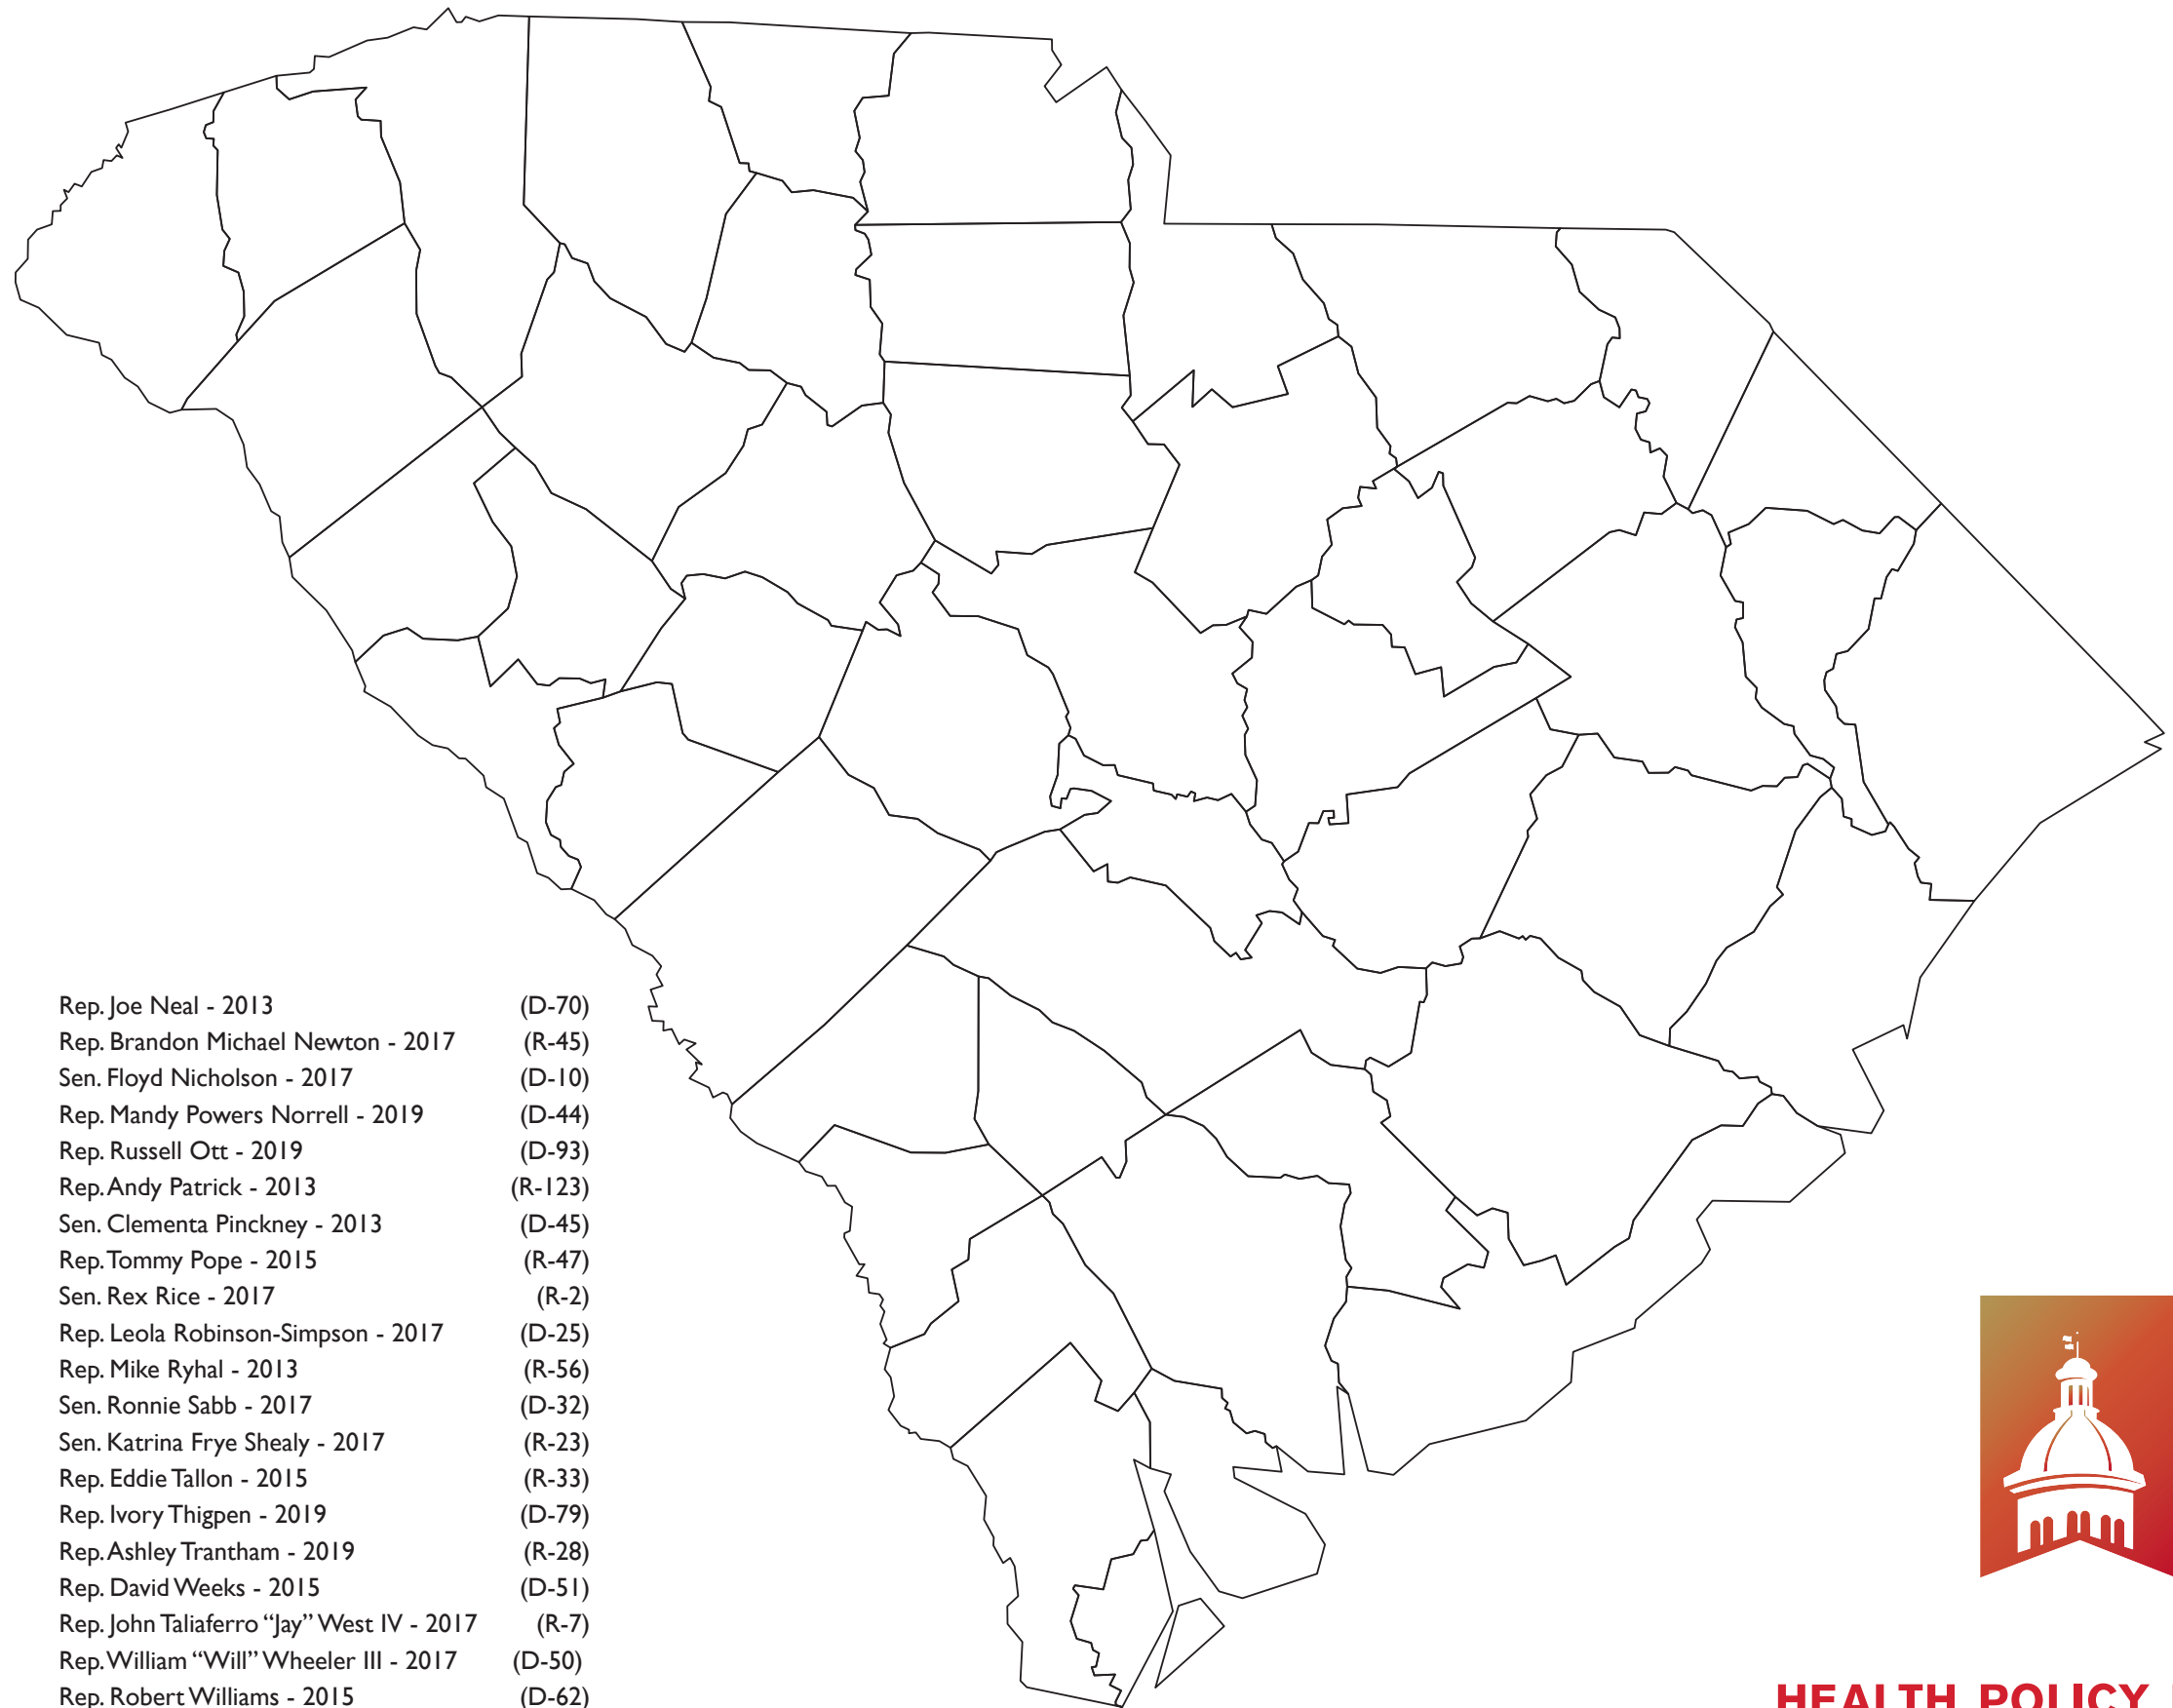 Rep. Joe Neal - 2013 (D-70)
Rep. Brandon Michael Newton - 2017 (R-45)
Sen. Floyd Nicholson - 2017 (D-10)
Rep. Mandy Powers Norrell - 2019 (D-44)
Rep. Russell Ott - 2019 (D-93)
Rep. Andy Patrick - 2013 (R-123)
Sen. Clementa Pinckney - 2013 (D-45)
Rep. Tommy Pope - 2015 (R-47)
Sen. Rex Rice - 2017 (R-2)
Rep. Leola Robinson-Simpson - 2017 (D-25)
Rep. Mike Ryhal - 2013 (R-56)
Sen. Ronnie Sabb - 2017 (D-32)
Sen. Katrina Frye Shealy - 2017 (R-23)
Rep. Eddie Tallon - 2015 (R-33)
Rep. Ivory Thigpen - 2019 (D-79)
Rep. Ashley Trantham - 2019 (R-28)
Rep. David Weeks - 2015 (D-51)
Rep. John Taliaferro “Jay” West IV - 2017 (R-7)
Rep. William “Will” Wheeler III - 2017 (D-50)
Rep. Robert Williams - 2015 (D-62)
HEALTH POLICY